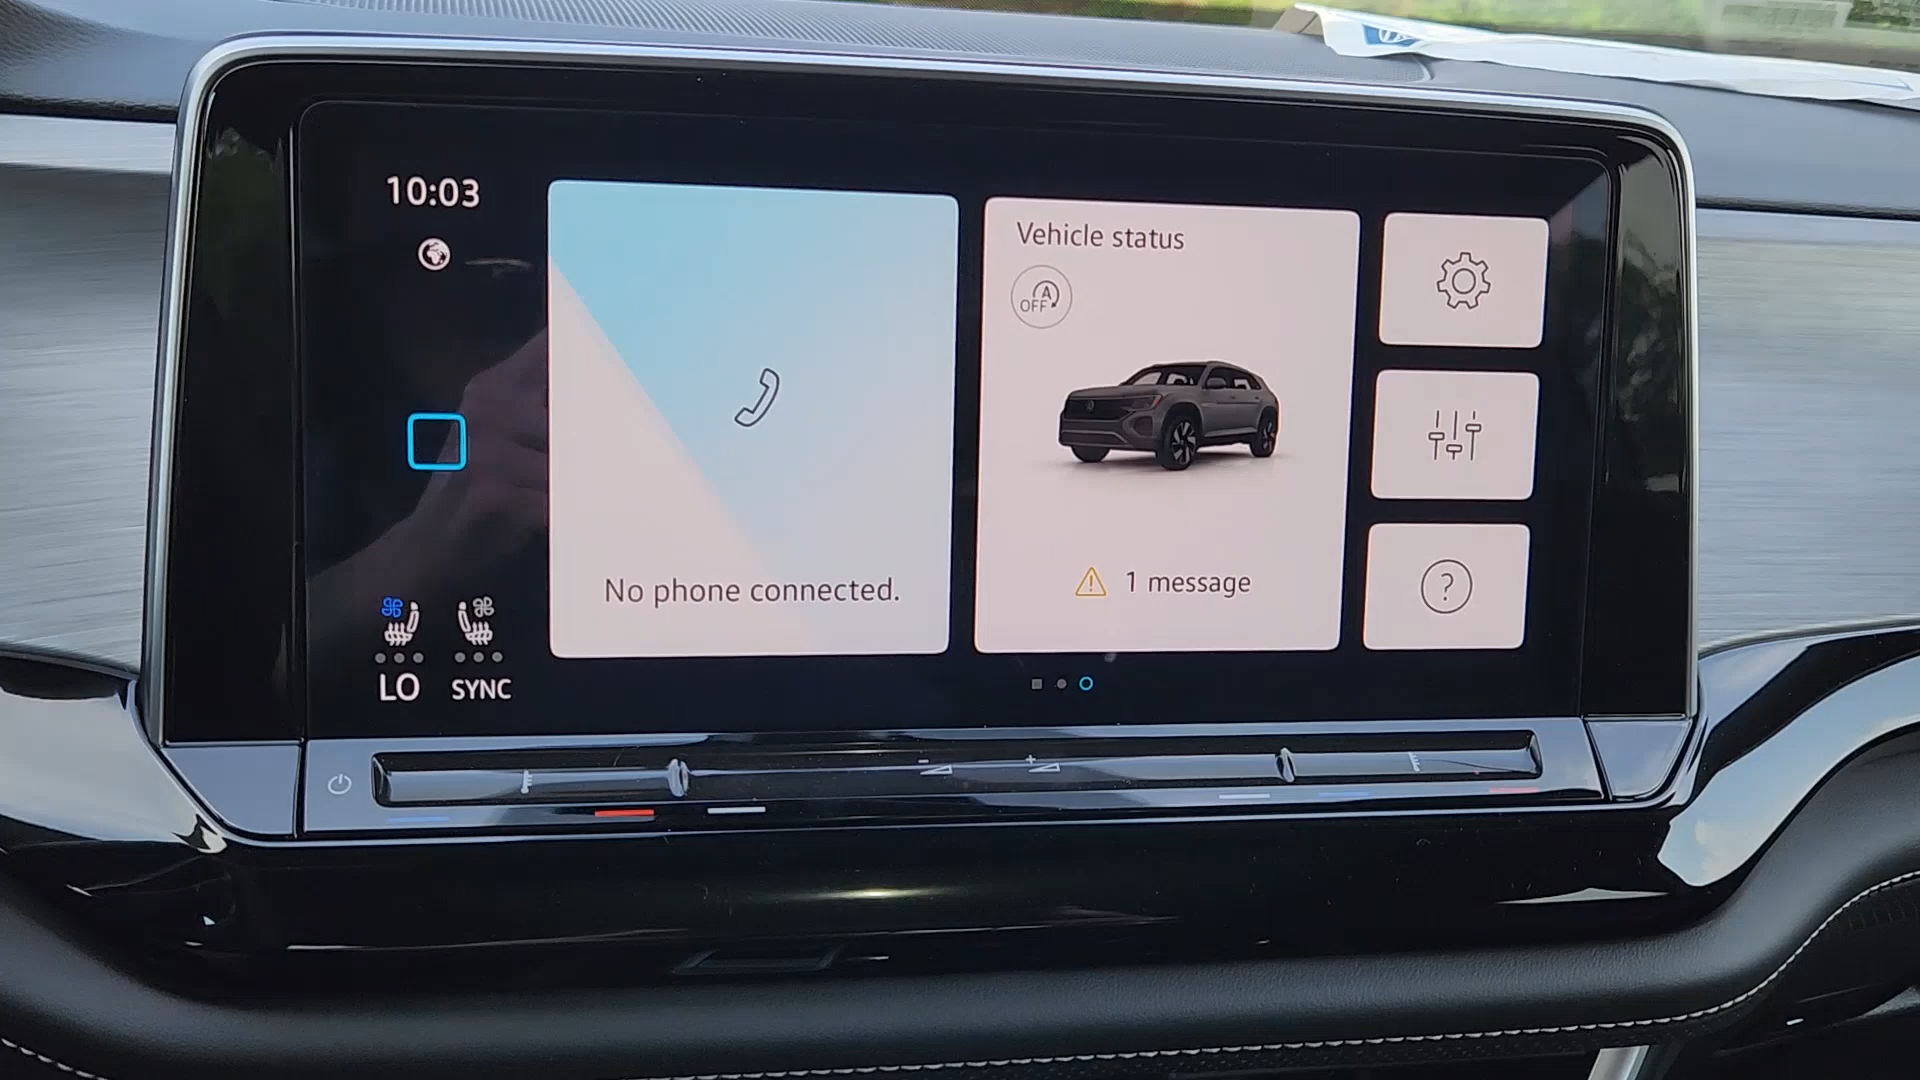 10:03
Vehicle status
A
OFF
No phone connected.
1 message
?
LO
SYNC